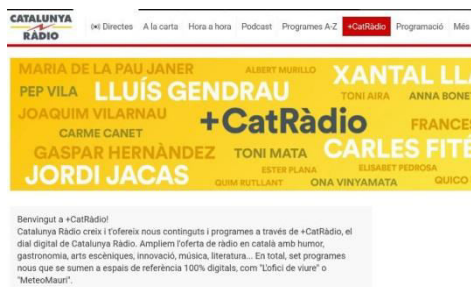 CATALUNYA
RÀDIO
Directes A la carta Hora a hora Podcast Programes A-Z +CatRàdio Programació Més
MARIA DE LA PAU JANER ALBERT MURILLO XANTAL LL
PEP VILA LLUÍS GENDRAU TONI AIRA ANNA BONET
JOAQUIM VILARNAU +CatRàdio FRANCES
CARME CANET
GASPAR HERNÀNDEZ TONI MATA CARLES FITÉ
JORDI JACAS ESTER PLANA ELISABET PEDROSA
QUIM RUTLLANT ONA VINYAMATA QUICO
Benvingut a +CatRàdio!
Catalunya Ràdio creix i t'ofereix nous continguts i programes a través de +CatRàdio, el
dial digital de Catalunya Ràdio. Ampliem l'oferta de ràdio en català amb humor,
gastronomia, arts escèniques, innovació, música, literatura... En total, set programes
nous que se sumen a espais de referència 100% digitals, com "L'ofici de viure" o
"MeteoMauri".